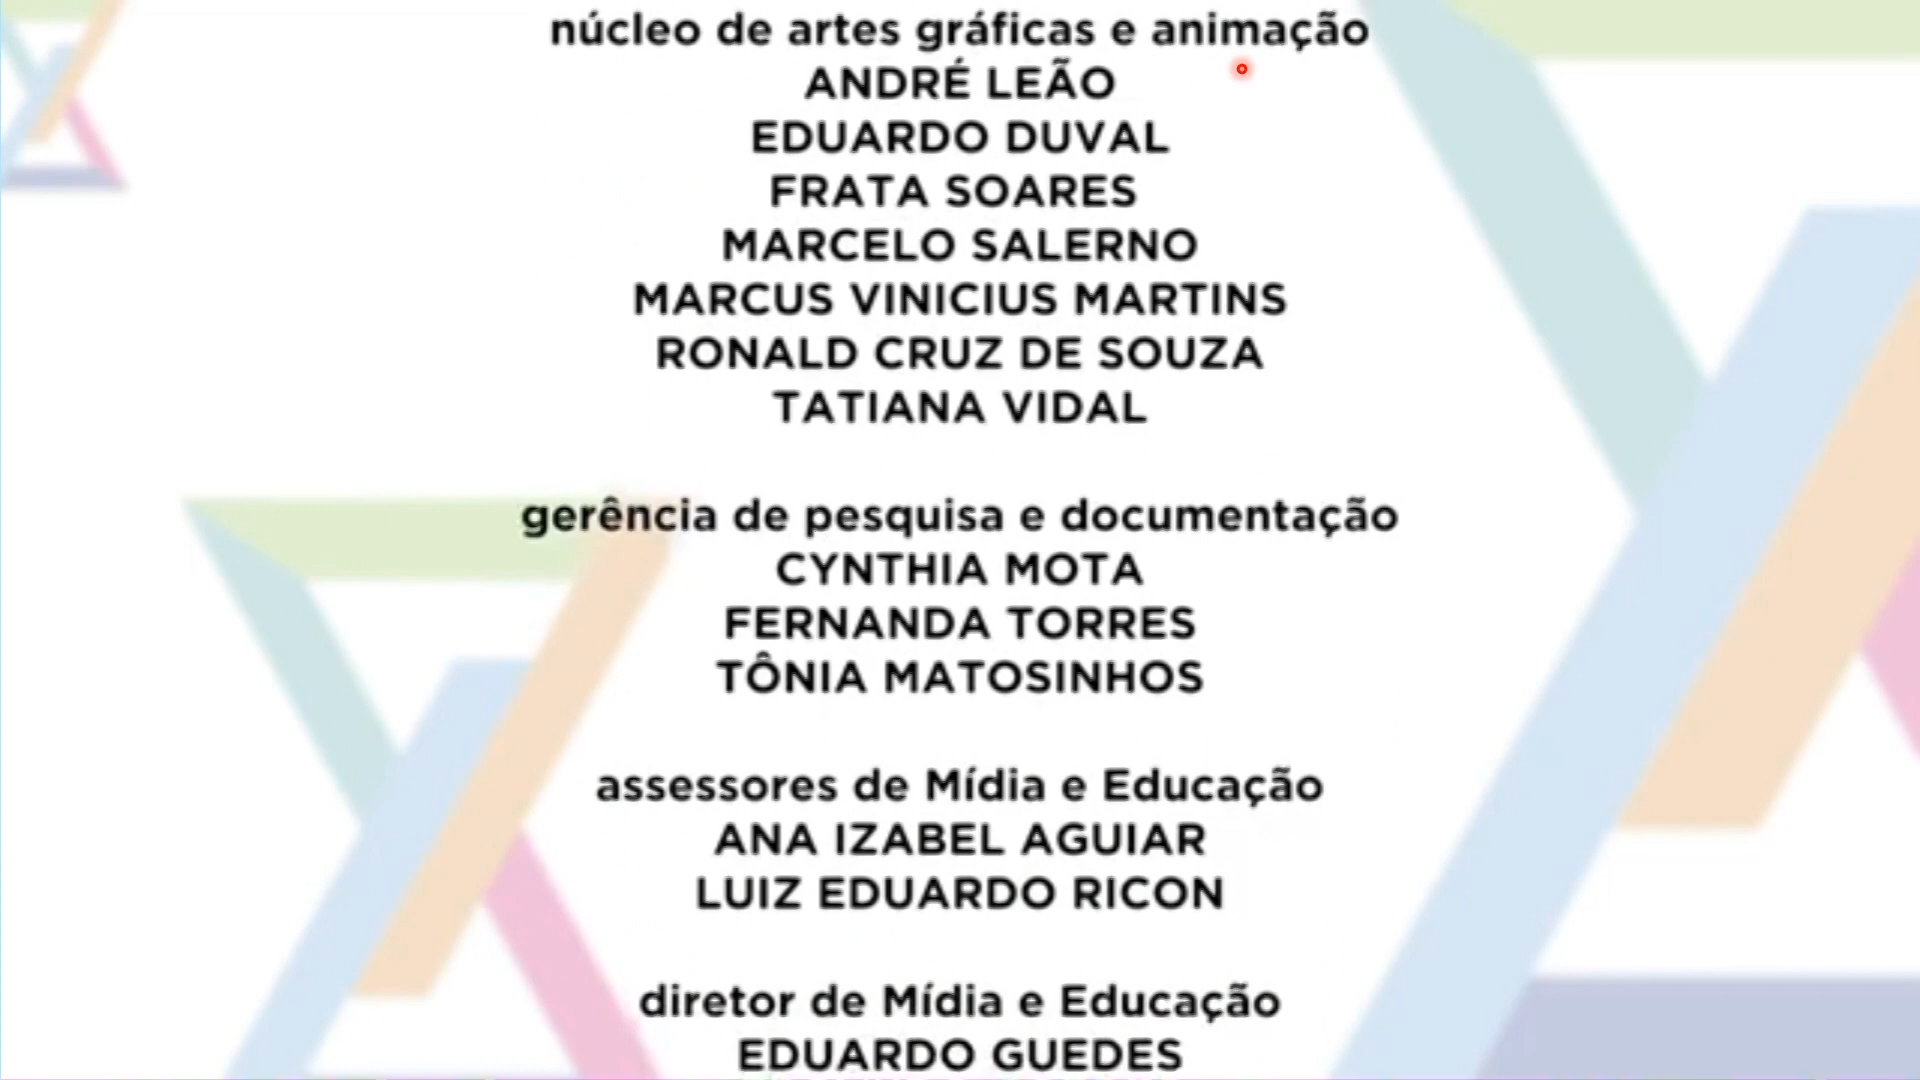 núcleo de artes gráficas e animação
ANDRÉ LEÃO
EDUARDO DUVAL
FRATA SOARES
MARCELO SALERNO
MARCUS VINICIUS MARTINS
RONALD CRUZ DE SOUZA
TATIANA VIDAL
gerência de pesquisa e documentação
CYNTHIA MOTA
FERNANDA TORRES
TÔNIA MATOSINHOS
assessores de Mídia e Educação
ANA IZABEL AGUIAR
LUIZ EDUARDO RICON
diretor de Mídia e Educação
EDUARDO GUEDES